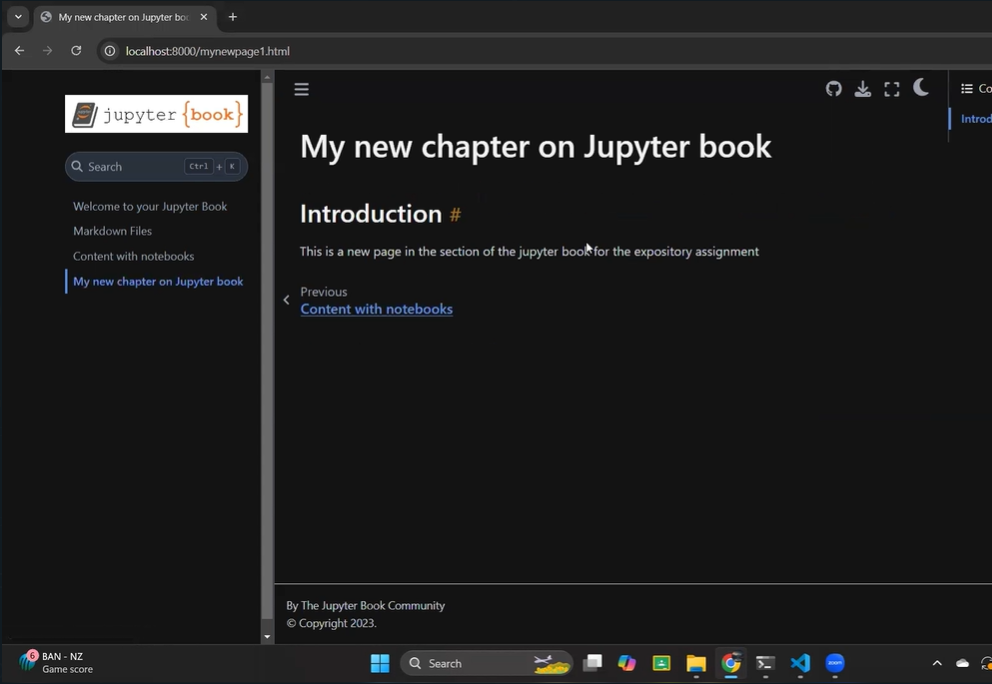 My new chapter on Jupyter boo
localhost:8000/mynewpage1.html
jupyter {book}
Search Ctrl + K
Welcome to your Jupyter Book
Markdown Files
Content with notebooks
My new chapter on Jupyter book
My new chapter on Jupyter book
Introduction #
This is a new page in the section of the jupyter book for the expository assignment
Previous
Content with notebooks
Co
Introd
By The Jupyter Book Community
© Copyright 2023.
6
BAN - NZ
Game score
Search
zoom